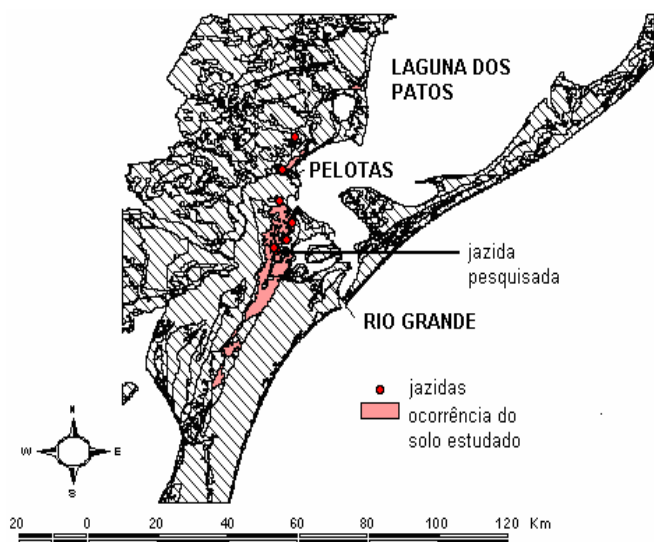 LAGUNA DOS
PATOS
PELOTAS
jazida
pesquisada
RIO GRANDE
jazidas
ocorrência do
solo estudado
N
W E
S
20 0 20 40 60 80 100 120 Km